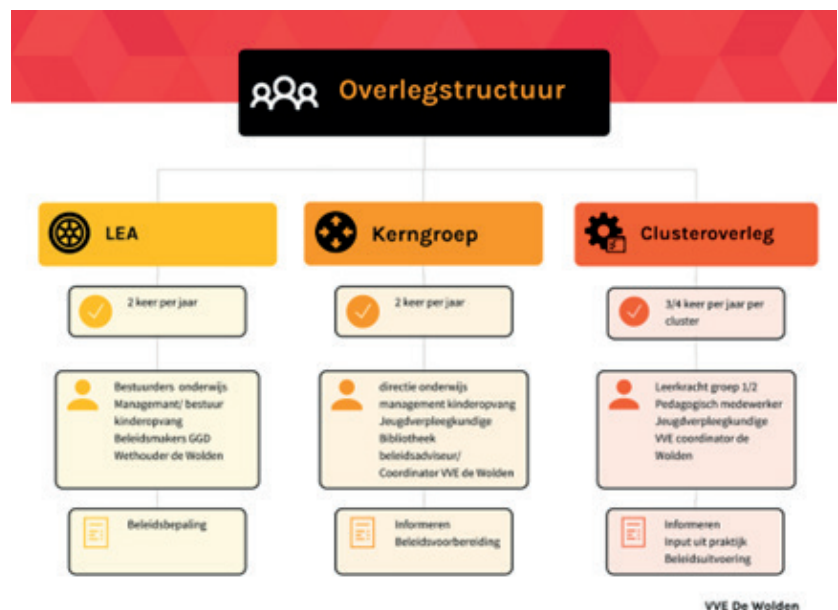 Overlegstructuur
LEA
2 keer per jaar
Bestuurders onderwijs
Managmant/ bestuur
kinderopvang
Beleidsmakers GGD
Wethouder de Wolden
Beleidsbepaling
Kerngroep
2 keer per jaar
directie onderwijs
management kinderopvang
Jeugdverpleegkundige
Bibliotheek
beleidsadviseur/
Coordinator VVE de Wolden
Informeren
Beleidsvoorbereiding
Clusteroverleg
3/4 keer per jaar per
cluster
Leerkracht groep 1/2
Pedagogisch medewerker
Jeugdverpleegkundige
VVE coordinator de
Wolden
Informeren
Input uit praktijk
Beleidsuitvoering
VVE De Wolden